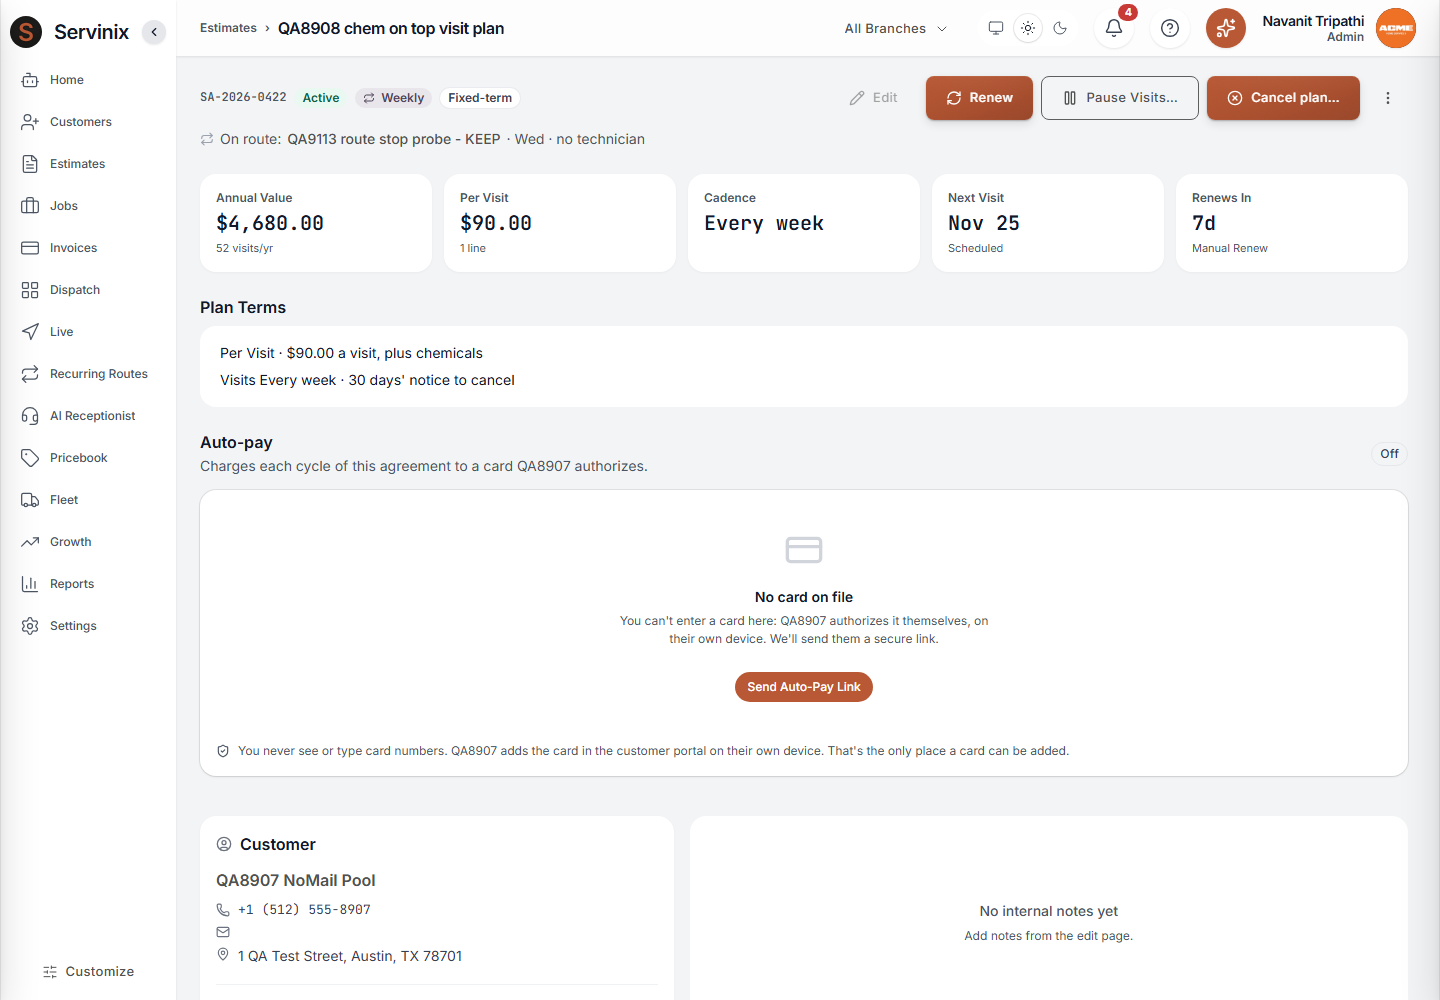 S Servinix
Estimates › QA8908 chem on top visit plan
All Branches
4
Navanit Tripathi
Admin
ACME
Home
Customers
Estimates
Jobs
Invoices
Dispatch
Live
Recurring Routes
AI Receptionist
Pricebook
Fleet
Growth
Reports
Settings
Customize
SA-2026-0422 Active Weekly Fixed-term
Edit Renew Pause Visits... Cancel plan...
On route: QA9113 route stop probe - KEEP · Wed · no technician
Annual Value
$4,680.00
52 visits/yr
Per Visit
$90.00
1 line
Cadence
Every week
Next Visit
Nov 25
Scheduled
Renews In
7d
Manual Renew
Plan Terms
Per Visit · $90.00 a visit, plus chemicals
Visits Every week · 30 days' notice to cancel
Auto-pay
Charges each cycle of this agreement to a card QA8907 authorizes.
Off
No card on file
You can't enter a card here: QA8907 authorizes it themselves, on
their own device. We'll send them a secure link.
Send Auto-Pay Link
You never see or type card numbers. QA8907 adds the card in the customer portal on their own device. That's the only place a card can be added.
Customer
QA8907 NoMail Pool
+1 (512) 555-8907
1 QA Test Street, Austin, TX 78701
No internal notes yet
Add notes from the edit page.